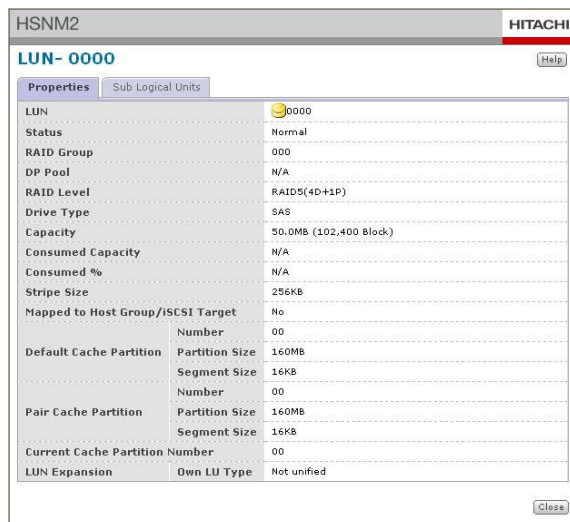 HSNM2
HITACHI
LUN- 0000
Help
Properties
Sub Logical Units
LUN 0000
Status Normal
RAID Group 000
DP Pool N/A
RAID Level RAID5(4D+1P)
Drive Type SAS
Capacity 50.0MB (102,400 Block)
Consumed Capacity N/A
Consumed % N/A
Stripe Size 256KB
Mapped to Host Group/iSCSI Target No
Default Cache Partition
Number 00
Partition Size 160MB
Segment Size 16KB
Pair Cache Partition
Number 00
Partition Size 160MB
Segment Size 16KB
Current Cache Partition Number 00
LUN Expansion Own LU Type Not unified
Close